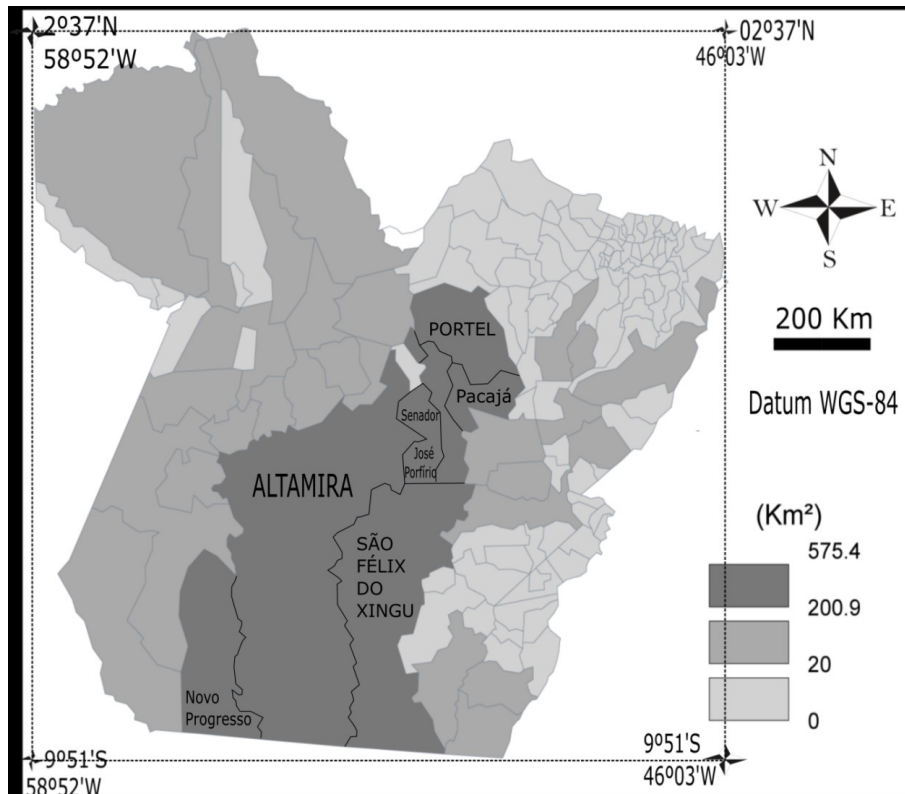 2º37'N
58º52'W
02º37'N
46º03'W
N
W E
S
200 Km
Datum WGS-84
PORTEL
Pacajá
Senador
José
Porfírio
ALTAMIRA
SÃO
FÉLIX
DO
XINGU
Novo
Progresso
(Km²)
575.4
200.9
20
0
9º51'S
58º52'W
9º51'S
46º03'W